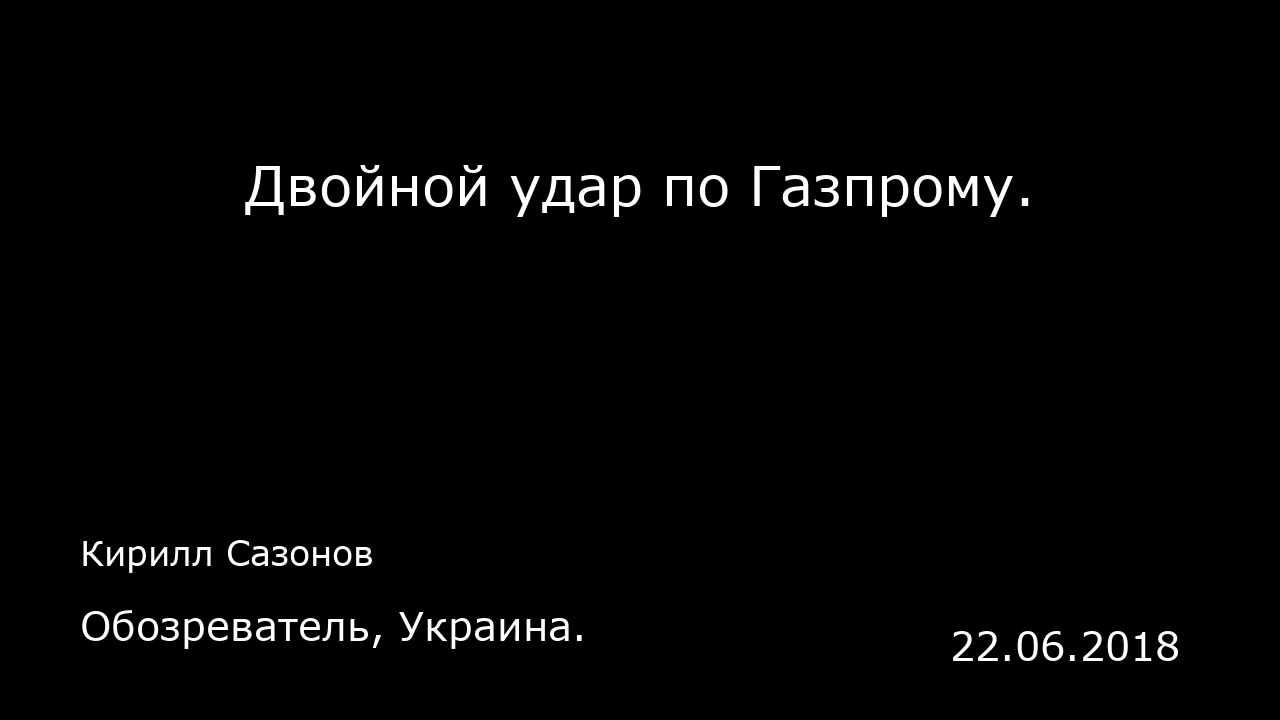 Двойной удар по Газпрому.
Кирилл Сазонов
Обозреватель, Украина.
22.06.2018